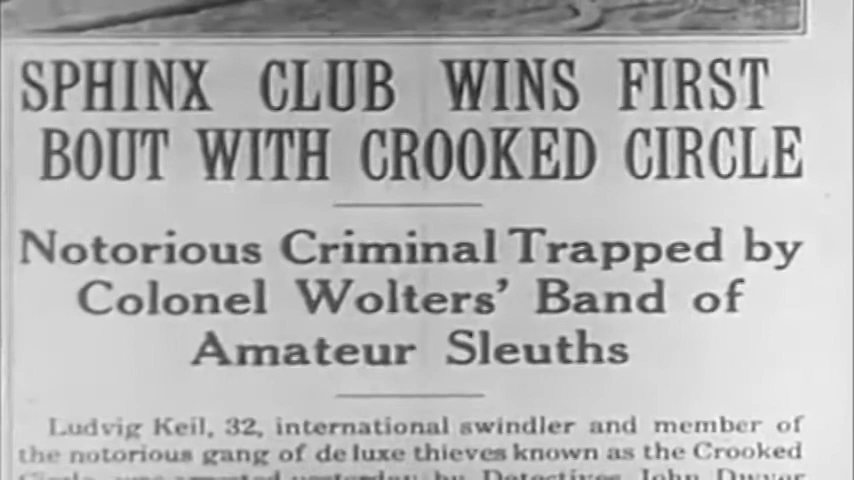 SPHINX CLUB WINS FIRST
BOUT WITH CROOKED CIRCLE
Notorious Criminal Trapped by
Colonel Wolters' Band of
Amateur Sleuths
Ludvig Keil, 32, international swindler and member of
the notorious gang of de luxe thieves known as the Crooked
Circle, was arrested yesterday by Detectives John Dwyer